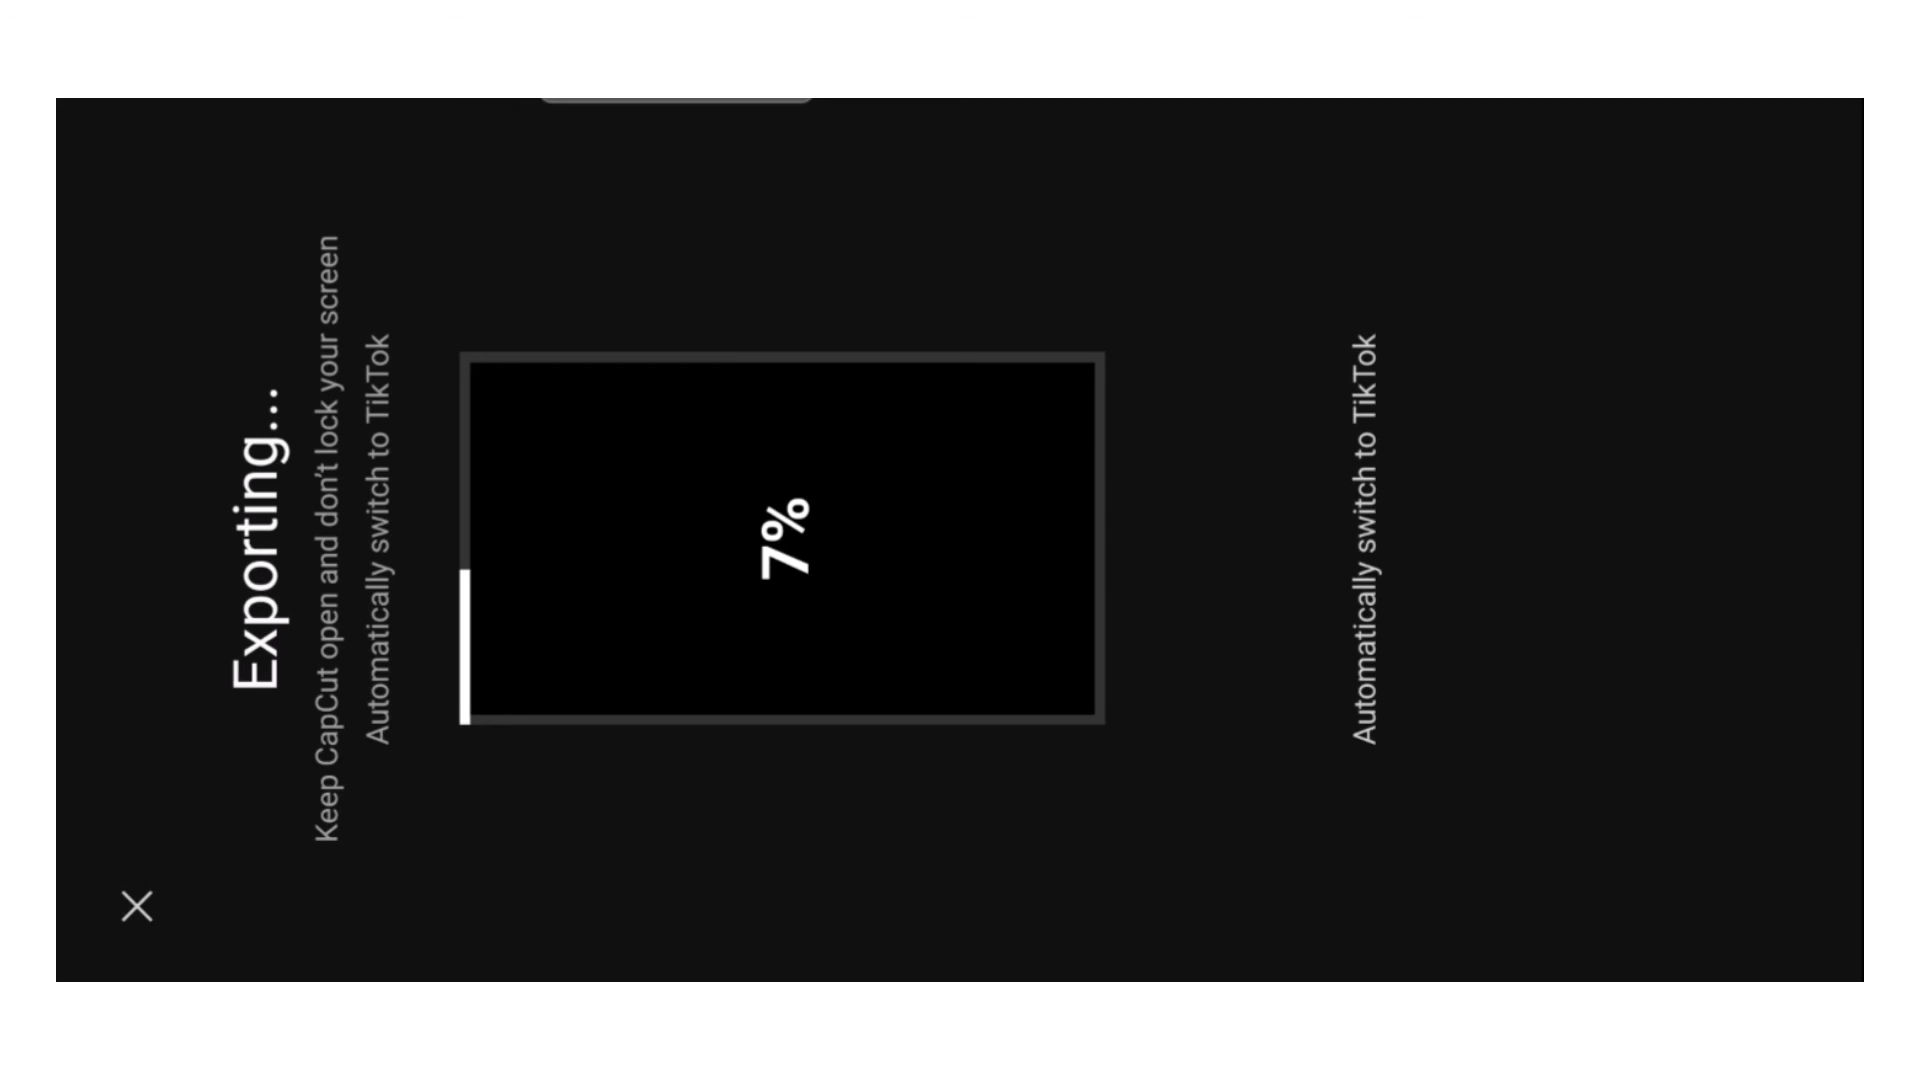 Exporting...
Keep CapCut open and don't lock your screen
Automatically switch to TikTok
7%
Automatically switch to TikTok